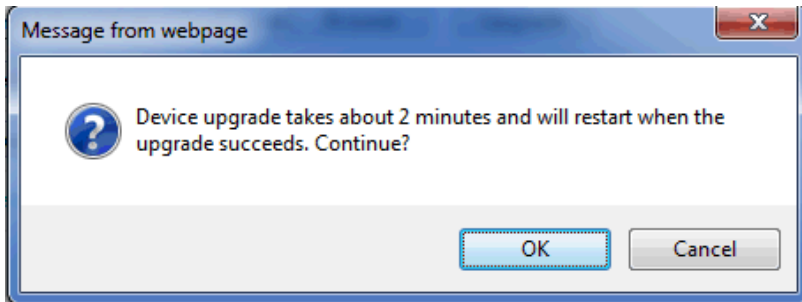 Message from webpage
Device upgrade takes about 2 minutes and will restart when the
upgrade succeeds. Continue?
OK
Cancel